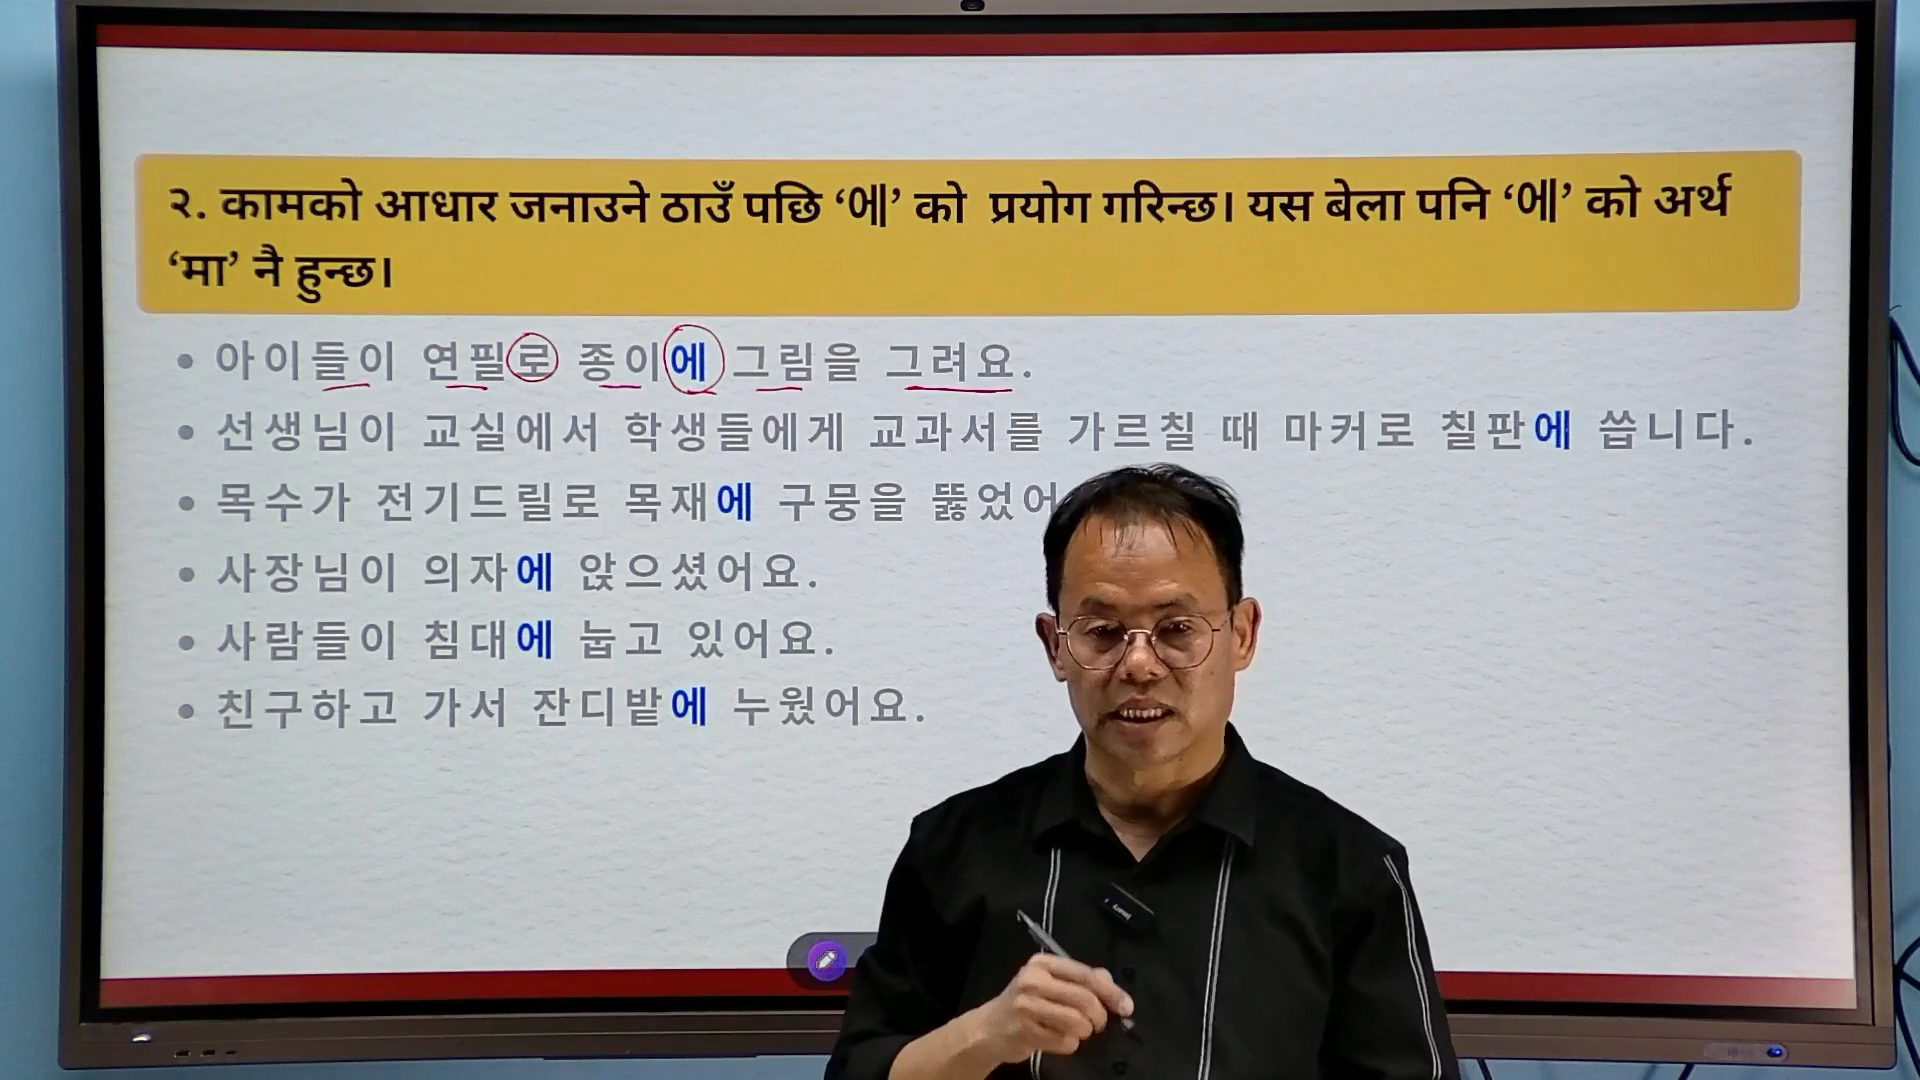 २. कामको आधार जनाउने ठाउँ पछि ‘에’ को प्रयोग गरिन्छ। यस बेला पनि ‘에’ को अर्थ
‘मा’ नै हुन्छ।
• 아이들이 연필로 종이에 그림을 그려요.
• 선생님이 교실에서 학생들에게 교과서를 가르칠 때 마커로 칠판에 씁니다.
• 목수가 전기드릴로 목재에 구뭉을 뚫었어
• 사장님이 의자에 앉으셨어요.
• 사람들이 침대에 눕고 있어요.
• 친구하고 가서 잔디밭에 누웠어요.